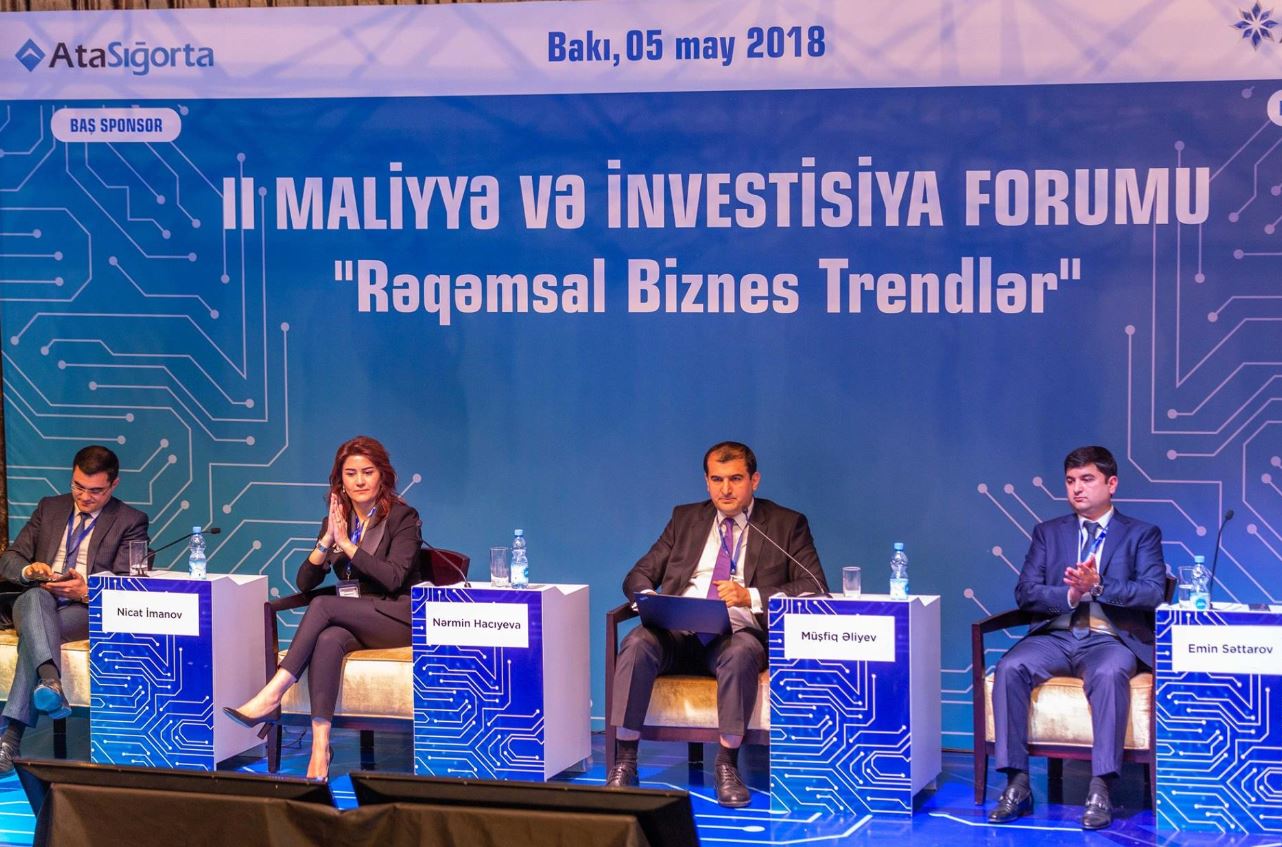 AtaSığorta
Bakı, 05 may 2018
BAŞ SPONSOR
II MALİYYƏ VƏ İNVESTİSİYA FORUMU
"Rəqəmsal Biznes Trendlər"
Nicat İmanov
Nərmin Hacıyeva
Müşfiq Əliyev
Emin Səttarov